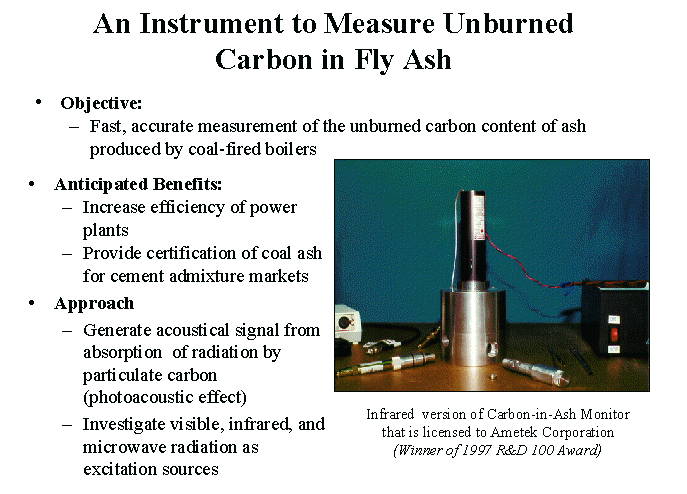 An Instrument to Measure Unburned
Carbon in Fly Ash
• Objective:
– Fast, accurate measurement of the unburned carbon content of ash
produced by coal-fired boilers
• Anticipated Benefits:
– Increase efficiency of power
plants
– Provide certification of coal ash
for cement admixture markets
• Approach
– Generate acoustical signal from
absorption of radiation by
particulate carbon
(photoacoustic effect)
– Investigate visible, infrared, and
microwave radiation as
excitation sources
Infrared version of Carbon-in-Ash Monitor
that is licensed to Ametek Corporation
(Winner of 1997 R&D 100 Award)